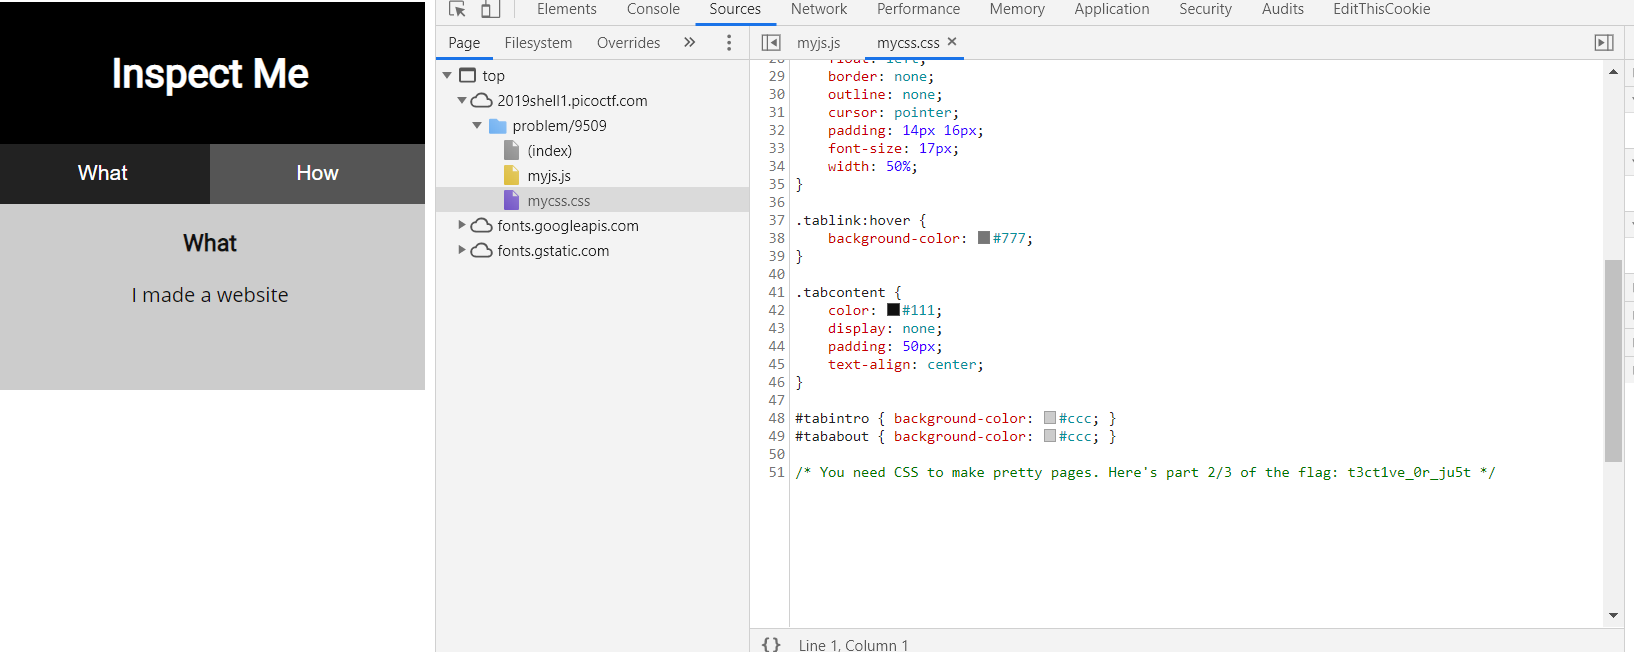 Elements Console Sources Network Performance Memory Application Security Audits EditThisCookie
Page Filesystem Overrides »
myjs.js mycss.css ×
Inspect Me
What How
What
I made a website
top
2019shell1.picoctf.com
problem/9509
(index)
myjs.js
mycss.css
fonts.googleapis.com
fonts.gstatic.com
28 float: left;
29 border: none;
30 outline: none;
31 cursor: pointer;
32 padding: 14px 16px;
33 font-size: 17px;
34 width: 50%;
35 }
36
37 .tablink:hover {
38 background-color: #777;
39 }
40
41 .tabcontent {
42 color: #111;
43 display: none;
44 padding: 50px;
45 text-align: center;
46 }
47
48 #tabintro { background-color: #ccc; }
49 #tababout { background-color: #ccc; }
50
51 /* You need CSS to make pretty pages. Here's part 2/3 of the flag: t3ct1ve_0r_ju5t */
{} Line 1, Column 1